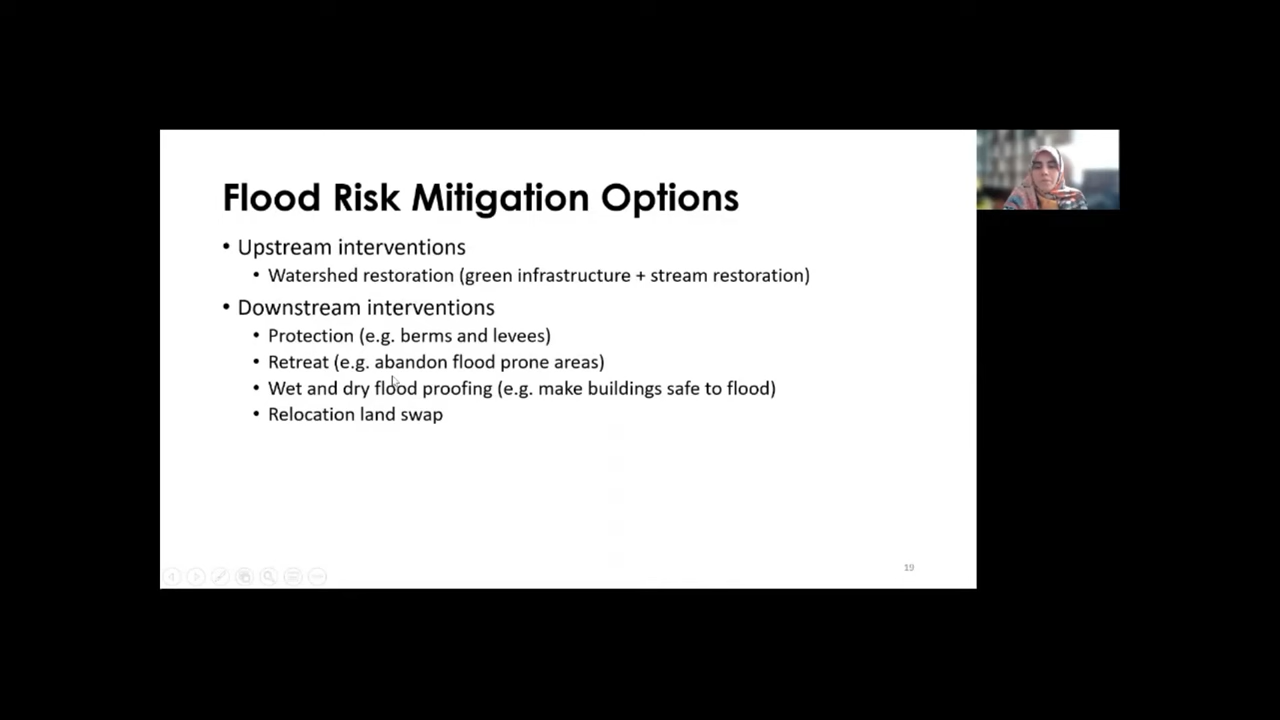 Flood Risk Mitigation Options
• Upstream interventions
• Watershed restoration (green infrastructure + stream restoration)
• Downstream interventions
• Protection (e.g. berms and levees)
• Retreat (e.g. abandon flood prone areas)
• Wet and dry flood proofing (e.g. make buildings safe to flood)
• Relocation land swap
19